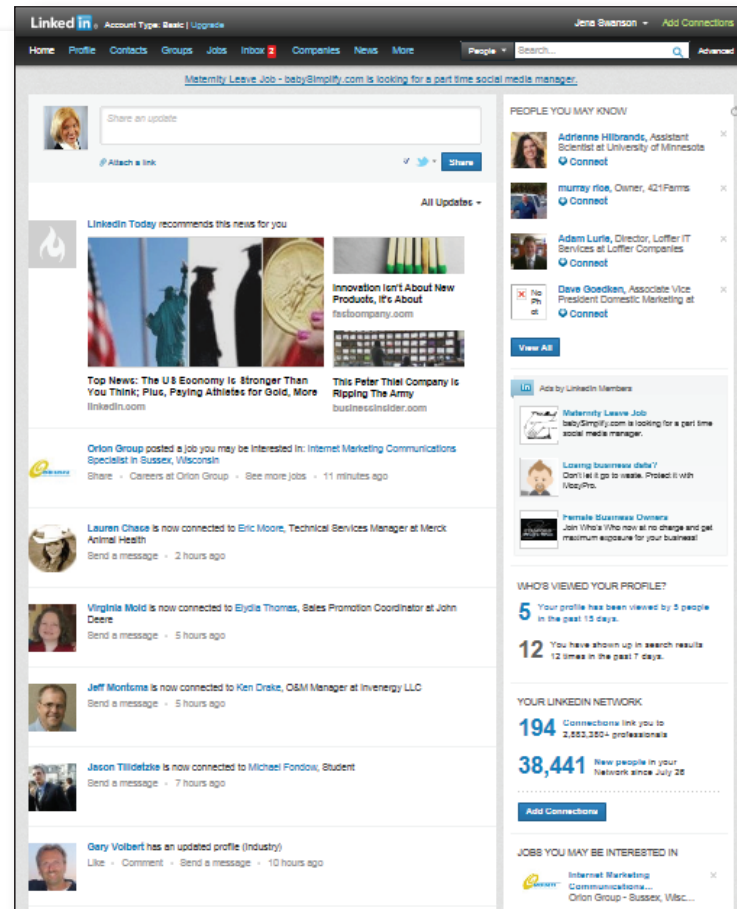 Linked in. Account Type: Basic | Upgrade
Jena Swanson Add Connections
Home Profile Contacts Groups Jobs Inbox 2 Companies News More People Search... Advanced
Maternity Leave Job - babySimplify.com is looking for a part time social media manager.
Share an update
Attach a link
Share
All Updates
LinkedIn Today recommends this news for you
Top News: The US Economy Is Stronger Than
You Think; Plus, Paying Athletes for Gold, More
linkedin.com
Innovation Isn't About New
Products, It's About
fastcompany.com
This Peter Thiel Company Is
Ripping The Army
businessinsider.com
Orion Group posted a job you may be interested in: Internet Marketing Communications
Specialist in Sussex, Wisconsin
Share • Careers at Orion Group • See more jobs • 11 minutes ago
Lauren Chase is now connected to Eric Moore, Technical Services Manager at Merck
Animal Health
Send a message • 2 hours ago
Virginia Mold is now connected to Elydia Thomas, Sales Promotion Coordinator at John
Deere
Send a message • 5 hours ago
Jeff Montsma is now connected to Ken Drake, O&M Manager at Invenergy LLC
Send a message • 5 hours ago
Jason Tilidetzke is now connected to Michael Fondow, Student
Send a message • 7 hours ago
Gary Volbert has an updated profile (Industry)
Like • Comment • Send a message • 10 hours ago
PEOPLE YOU MAY KNOW
Adrienne Hilbrands, Assistant
Scientist at University of Minnesota
Connect
murray rice, Owner, 421Farms
Connect
Adam Lurie, Director, Loffler IT
Services at Loffler Companies
Connect
No
Ph
ot
Dave Goedken, Associate Vice
President Domestic Marketing at
Connect
View All
in Ads by LinkedIn Members
Maternity Leave Job
babySimplify.com is looking for a part time
social media manager.
Losing business data?
Don't let it go to waste. Protect it with
MozyPro.
Female Business Owners
Join Who's Who now at no charge and get
maximum exposure for your business!
WHO'S VIEWED YOUR PROFILE?
5 Your profile has been viewed by 5 people
in the past 15 days.
12 You have shown up in search results
12 times in the past 7 days.
YOUR LINKEDIN NETWORK
194 Connections link you to
2,883,380+ professionals
38,441 New people in your
Network since July 28
Add Connections
JOBS YOU MAY BE INTERESTED IN
Internet Marketing
Communications...
Orion Group - Sussex, Wisc...